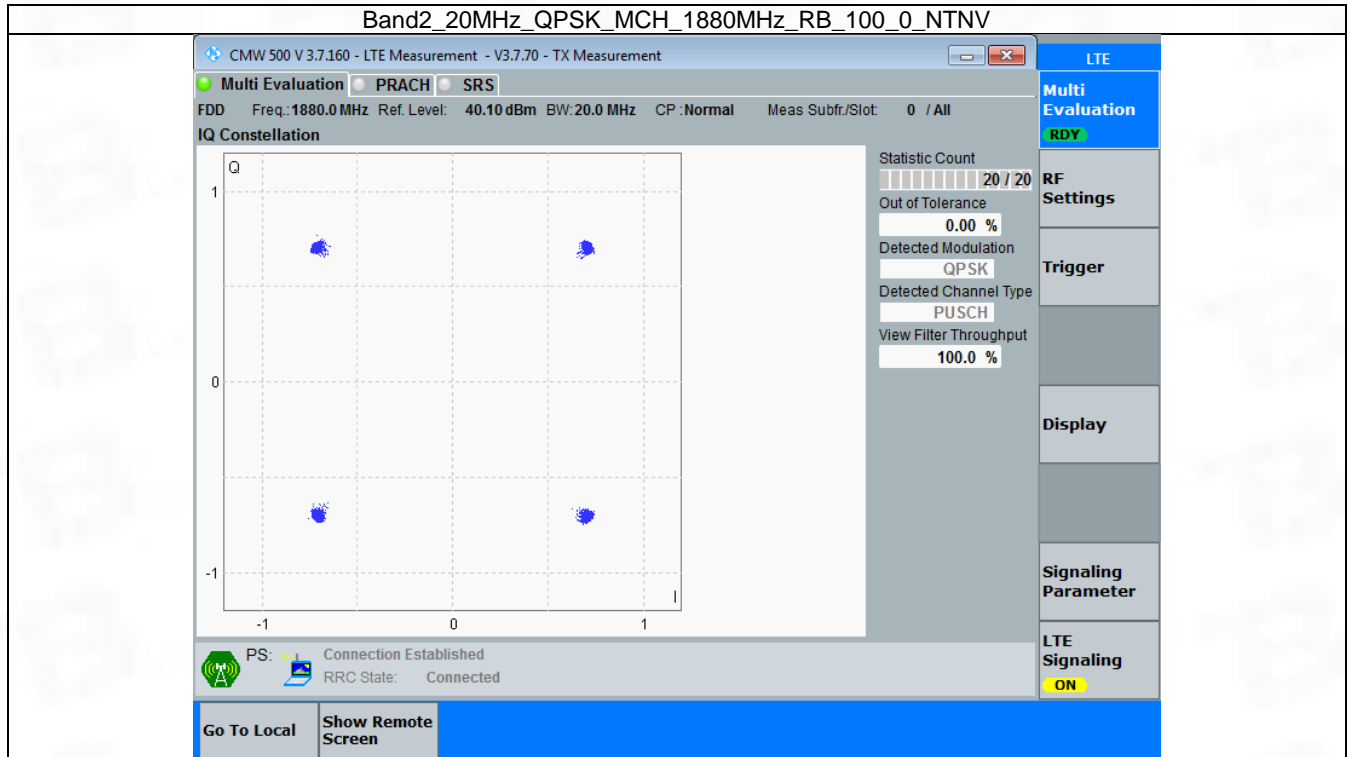 Band2_20MHz_QPSK_MCH_1880MHz_RB_100_0_NTNV
CMW 500 V 3.7.160 - LTE Measurement - V3.7.70 - TX Measurement
LTE
Multi Evaluation PRACH SRS
FDD Freq.: 1880.0 MHz Ref. Level: 40.10 dBm BW: 20.0 MHz CP : Normal Meas Subfr./Slot: 0 / All
IQ Constellation
Q
1
0
-1
-1 0 1
I
Statistic Count
20 / 20
Out of Tolerance
0.00 %
Detected Modulation
QPSK
Detected Channel Type
PUSCH
View Filter Throughput
100.0 %
Multi
Evaluation
RDY
RF
Settings
Trigger
Display
Signaling
Parameter
LTE
Signaling
ON
PS: Connection Established
RRC State: Connected
Go To Local
Show Remote
Screen